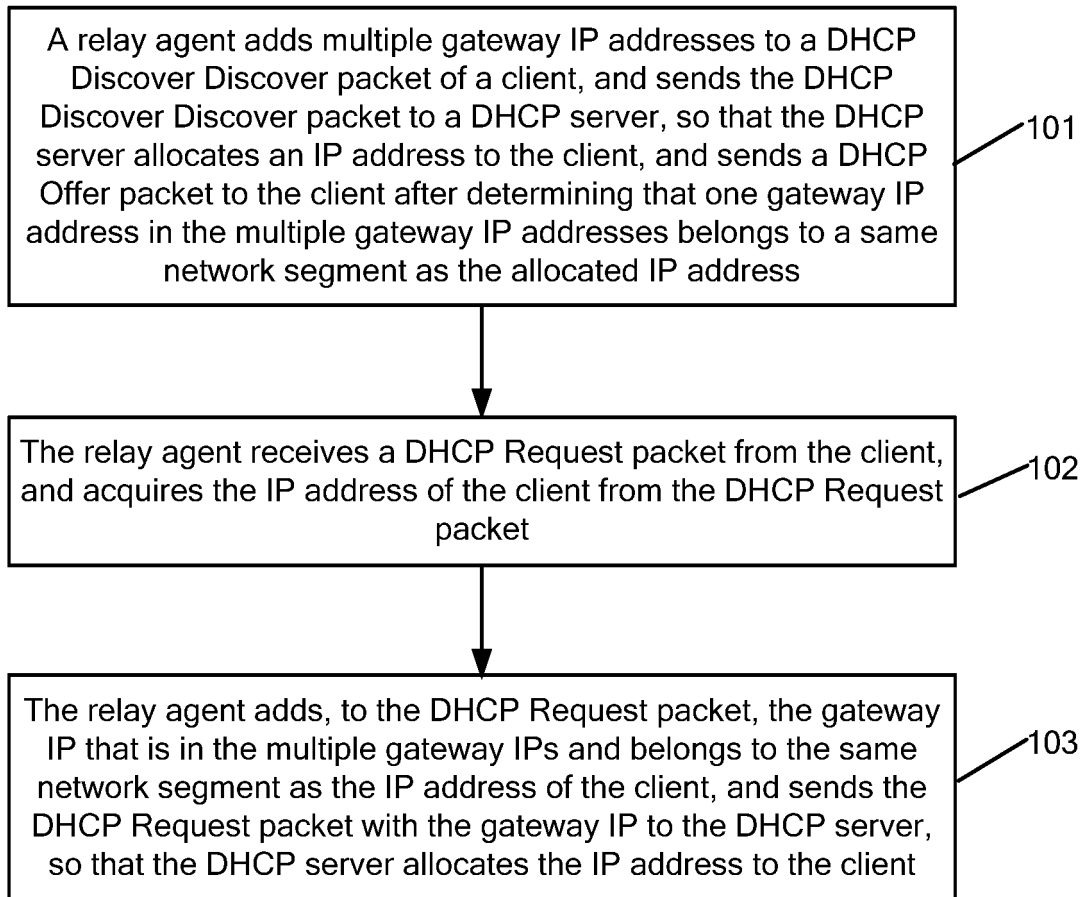 A relay agent adds multiple gateway IP addresses to a DHCP
Discover Discover packet of a client, and sends the DHCP
Discover Discover packet to a DHCP server, so that the DHCP
server allocates an IP address to the client, and sends a DHCP
Offer packet to the client after determining that one gateway IP
address in the multiple gateway IP addresses belongs to a same
network segment as the allocated IP address
101
The relay agent receives a DHCP Request packet from the client,
and acquires the IP address of the client from the DHCP Request
packet
102
The relay agent adds, to the DHCP Request packet, the gateway
IP that is in the multiple gateway IPs and belongs to the same
network segment as the IP address of the client, and sends the
DHCP Request packet with the gateway IP to the DHCP server,
so that the DHCP server allocates the IP address to the client
103